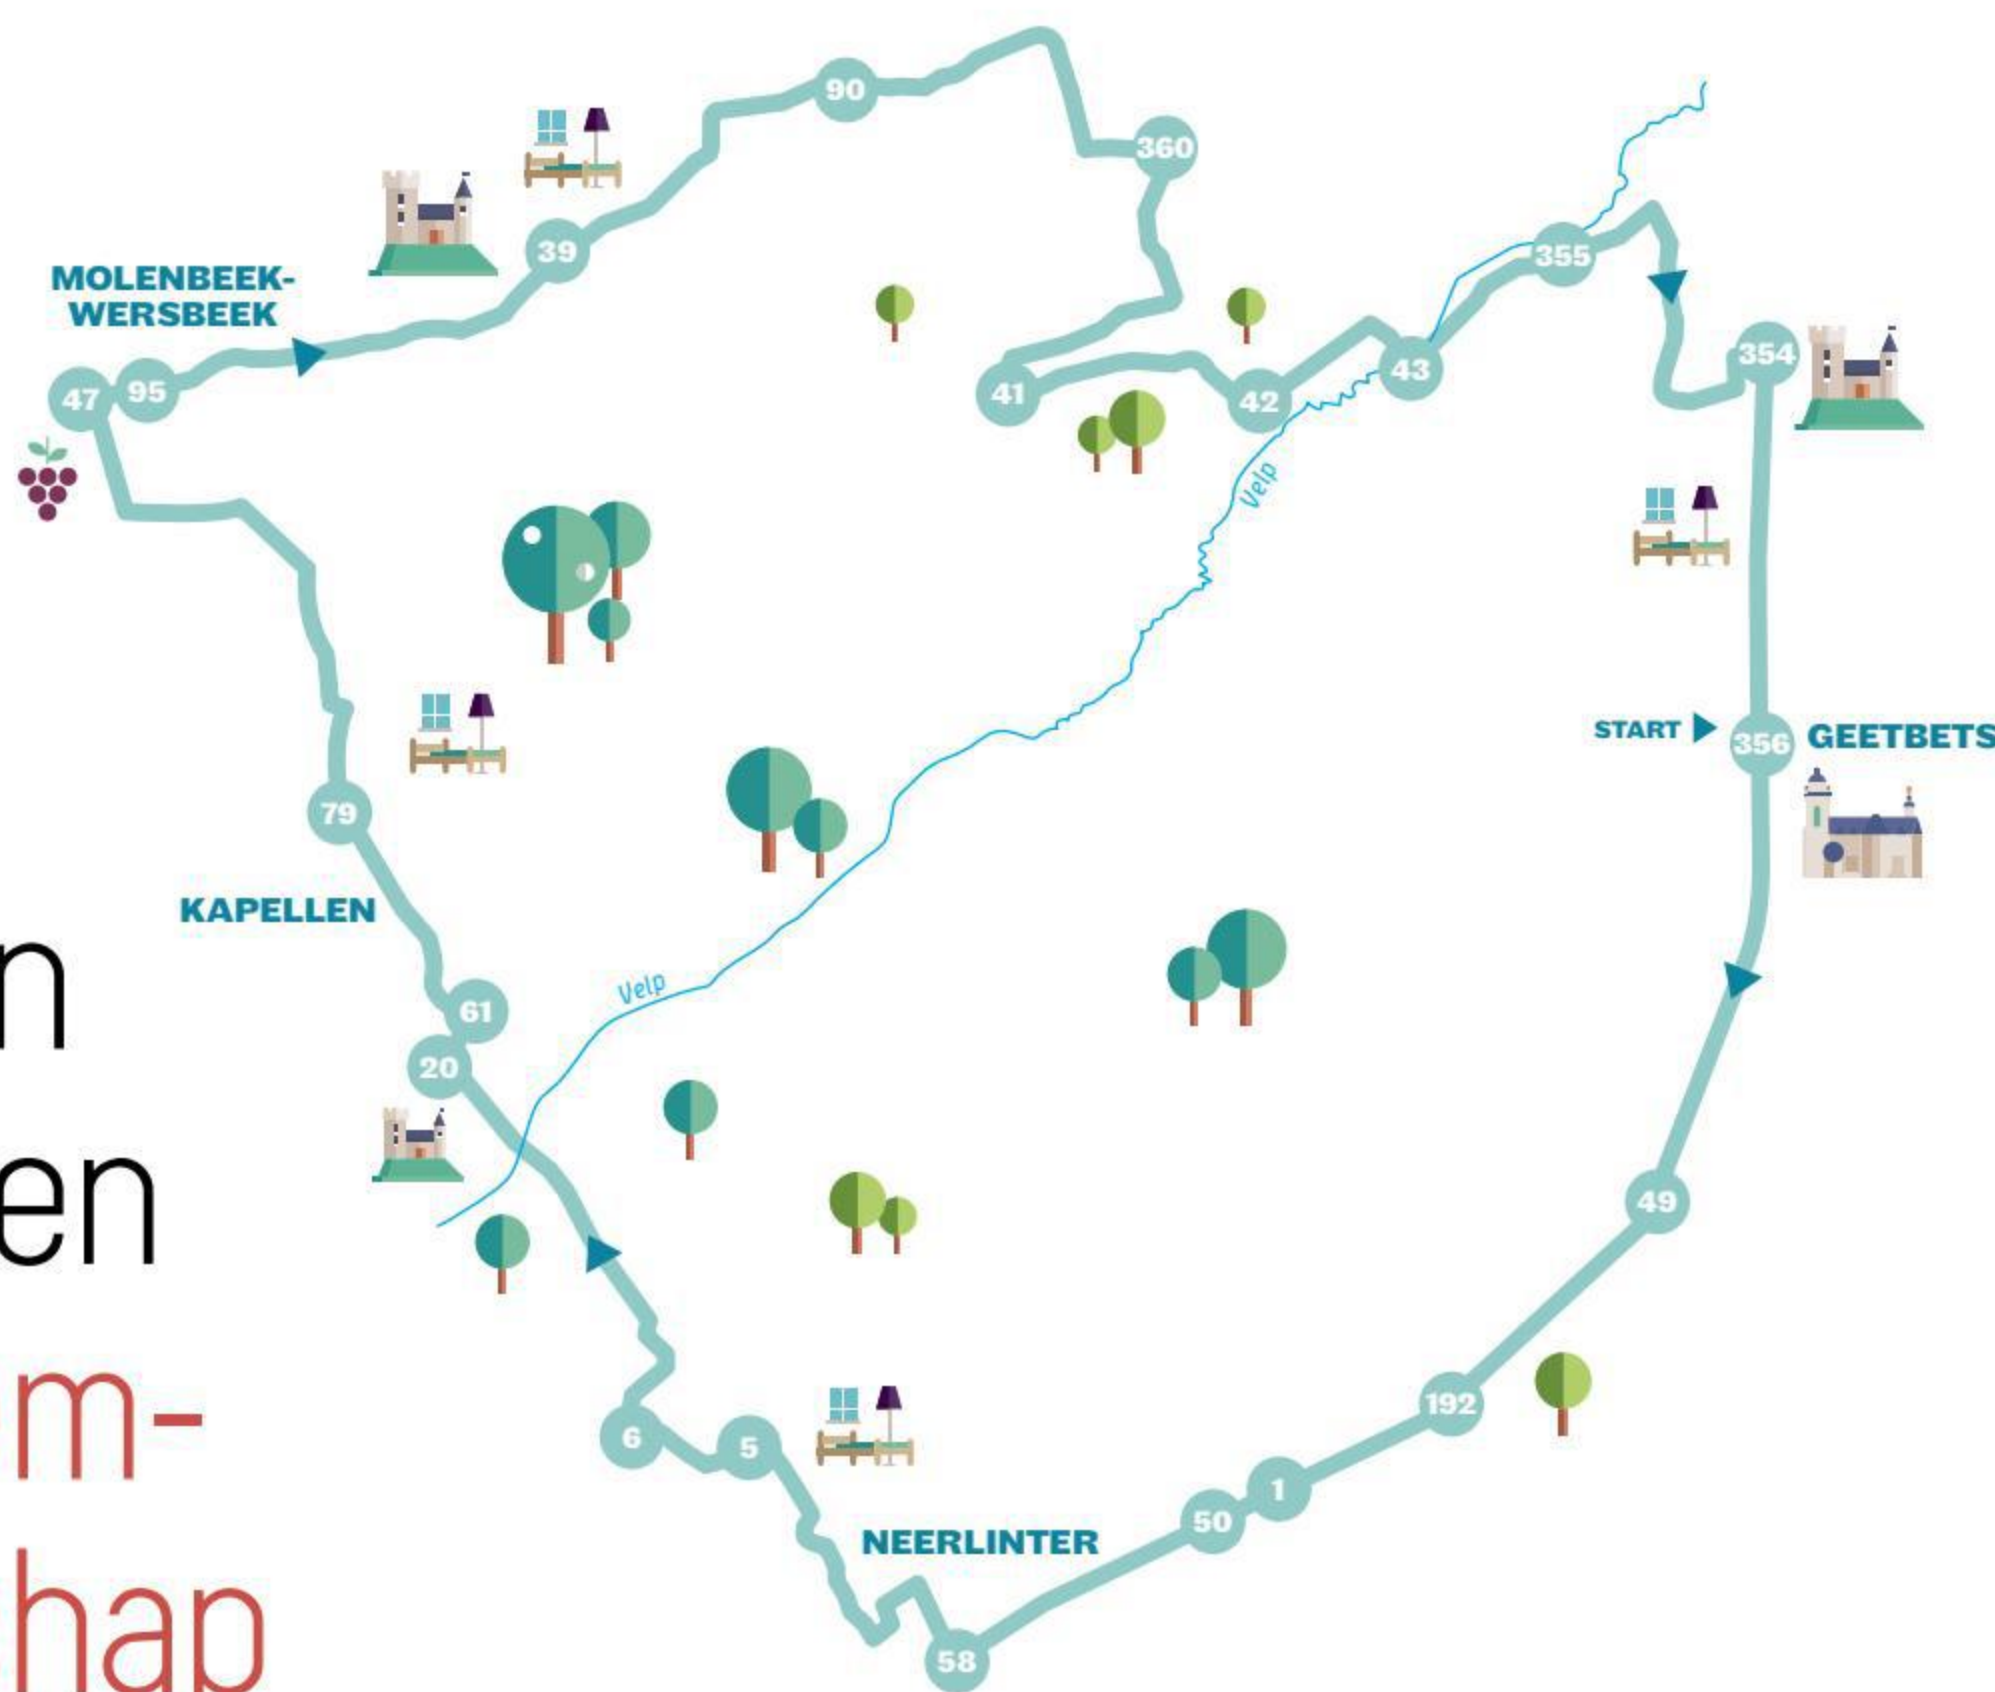 90
360
39
355
MOLENBEEK-
WERSBEEK
354
43
47
95
41
42
Velp
START
356
GEETBETS
79
KAPELLEN
n
Velp
61
20
en
49
m-
192
6
5
1
50
NEERLINTER
hap
58